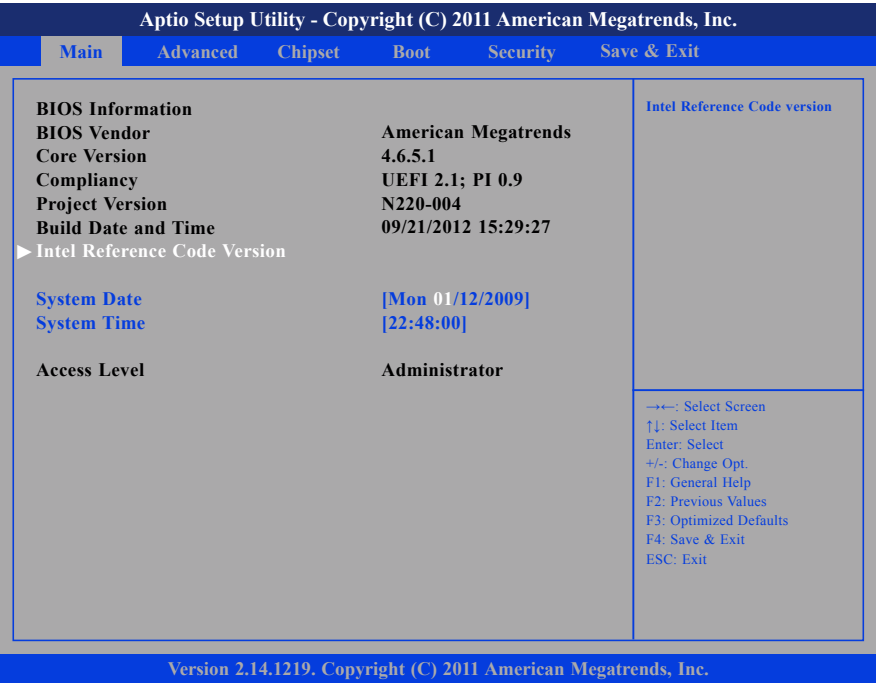 Aptio Setup Utility - Copyright (C) 2011 American Megatrends, Inc.
Main Advanced Chipset Boot Security Save & Exit
BIOS Information
BIOS Vendor American Megatrends
Core Version 4.6.5.1
Compliancy UEFI 2.1; PI 0.9
Project Version N220-004
Build Date and Time 09/21/2012 15:29:27
▶ Intel Reference Code Version
System Date [Mon 01/12/2009]
System Time [22:48:00]
Access Level Administrator
Intel Reference Code version
→←: Select Screen
↑↓: Select Item
Enter: Select
+/-: Change Opt.
F1: General Help
F2: Previous Values
F3: Optimized Defaults
F4: Save & Exit
ESC: Exit
Version 2.14.1219. Copyright (C) 2011 American Megatrends, Inc.